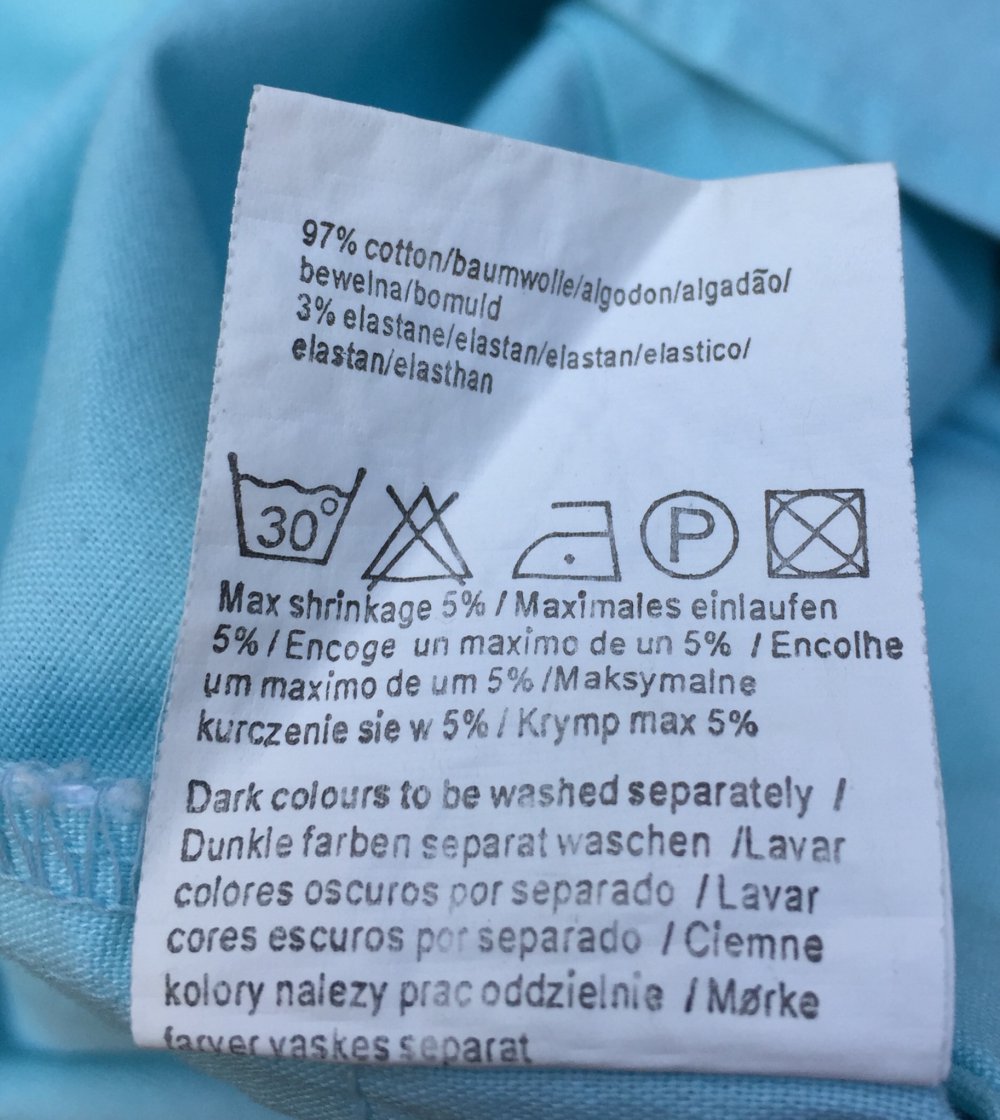 97% cotton/baumwolle/algodon/algadão/
bewelna/bomuld
3% elastane/elastan/elastan/elastico/
elastan/elasthan
30°
P
Max shrinkage 5% / Maximales einlaufen
5% / Encoge un maximo de un 5% / Encolhe
um maximo de um 5% /Maksymalne
kurczenie sie w 5% / Krymp max 5%
Dark colours to be washed separately /
Dunkle farben separat waschen /Lavar
colores oscuros por separado / Lavar
cores escuros por separado / Ciemne
kolory nalezy prac oddzielnie / Mørke
farver vaskes separat